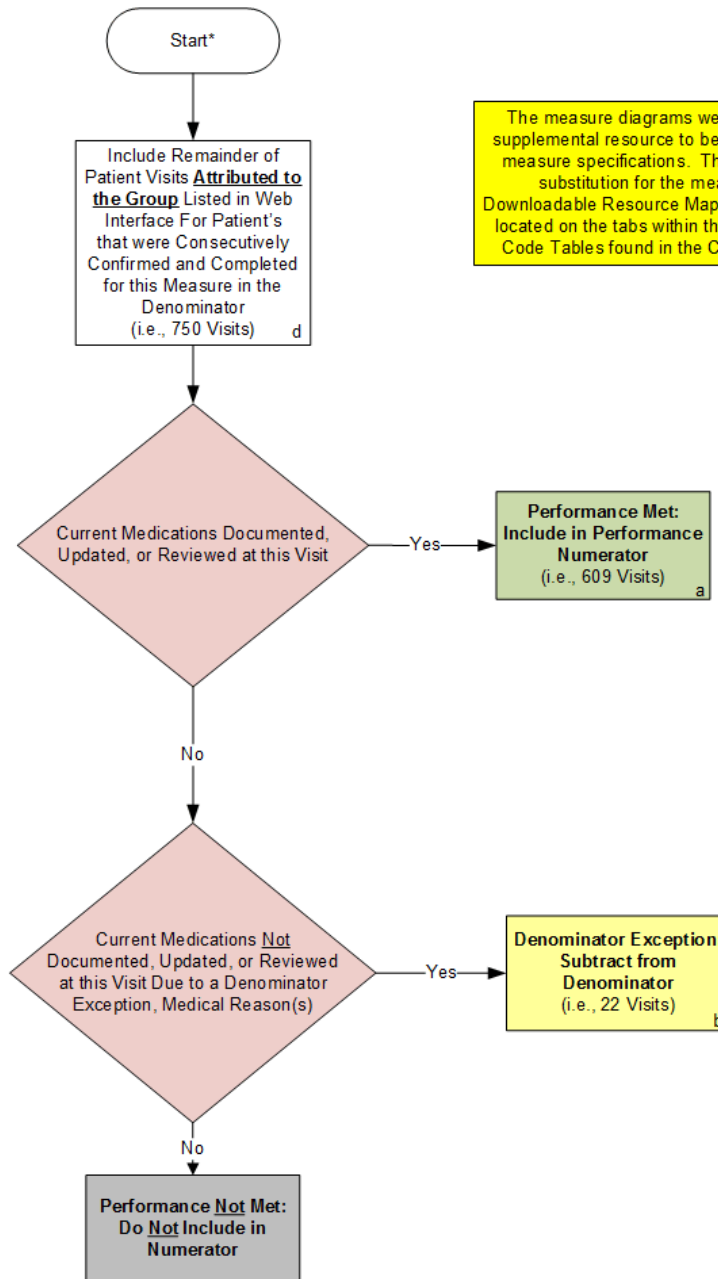 Start*
Include Remainder of
Patient Visits Attributed to
the Group Listed in Web
Interface For Patient's
that were Consecutively
Confirmed and Completed
for this Measure in the
Denominator
(i.e., 750 Visits)
d
The measure diagrams we
supplemental resource to be
measure specifications. Th
substitution for the mea
Downloadable Resource Map
located on the tabs within th
Code Tables found in the C
Current Medications Documented,
Updated, or Reviewed at this Visit
Yes
Performance Met:
Include in Performance
Numerator
(i.e., 609 Visits)
a
No
Current Medications Not
Documented, Updated, or Reviewed
at this Visit Due to a Denominator
Exception, Medical Reason(s)
Yes
Denominator Exception
Subtract from
Denominator
(i.e., 22 Visits)
b
No
Performance Not Met:
Do Not Include in
Numerator